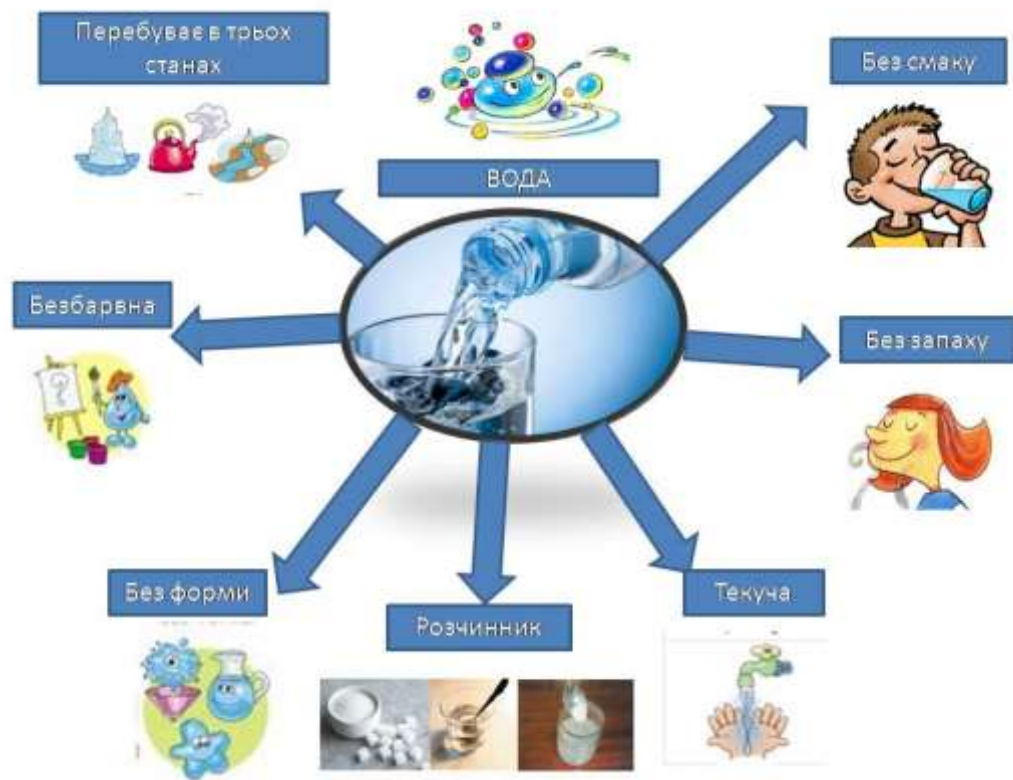 Перебуває в трьох
станах
ВОДА
Без смаку
Безбарвна
Без запаху
Без форми
Розчинник
Текуча